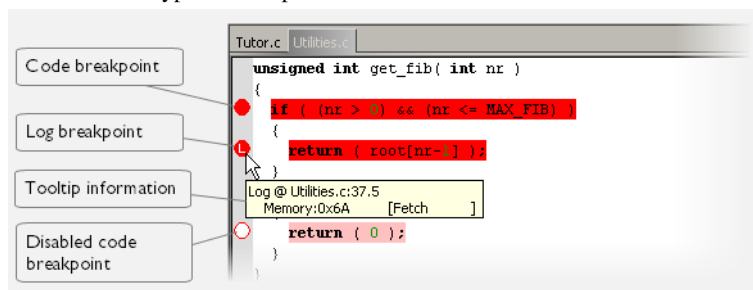 Tutor.c Utilities.c
Code breakpoint
Log breakpoint
Tooltip information
Disabled code
breakpoint
unsigned int get_fib( int nr )
{
if ( (nr > 0) && (nr <= MAX_FIB) )
{
L
return ( root[nr-1] );
}
Log @ Utilities.c:37.5
Memory:0x6A [Fetch ]
return ( 0 );
}
}